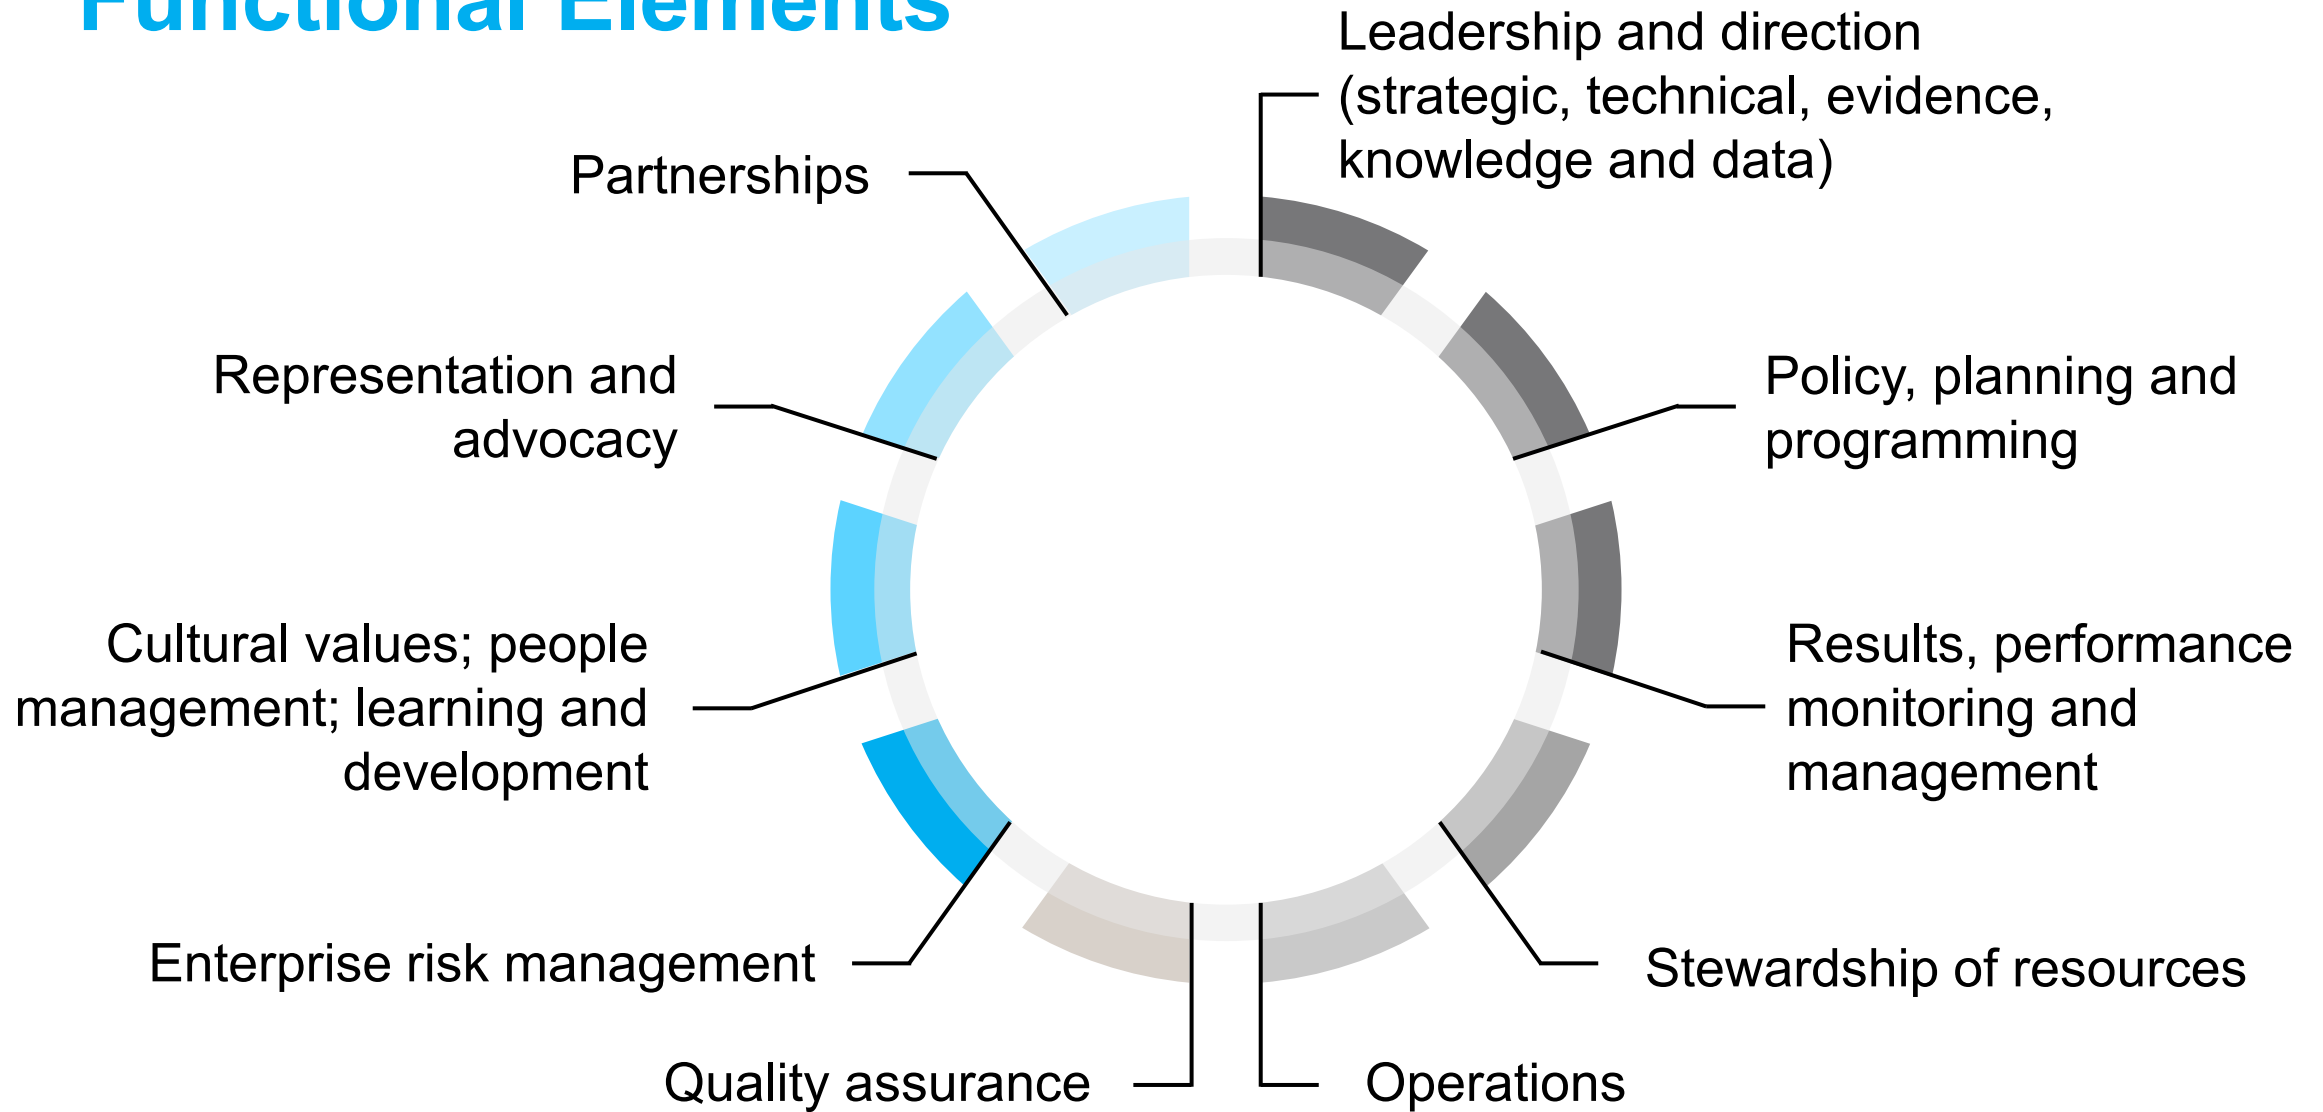 Functional Elements
Leadership and direction
(strategic, technical, evidence,
knowledge and data)
Partnerships
Representation and
advocacy
Policy, planning and
programming
Cultural values; people
management; learning and
development
Results, performance
monitoring and
management
Enterprise risk management
Stewardship of resources
Quality assurance
Operations